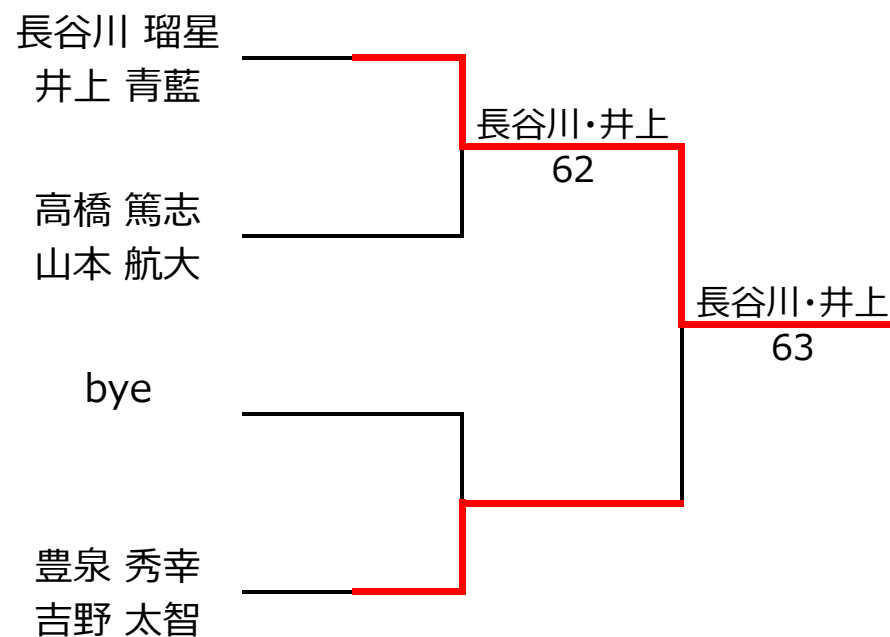 長谷川 瑠星
井上 青藍
長谷川・井上
62
高橋 篤志
山本 航大
長谷川・井上
63
bye
豊泉 秀幸
吉野 太智